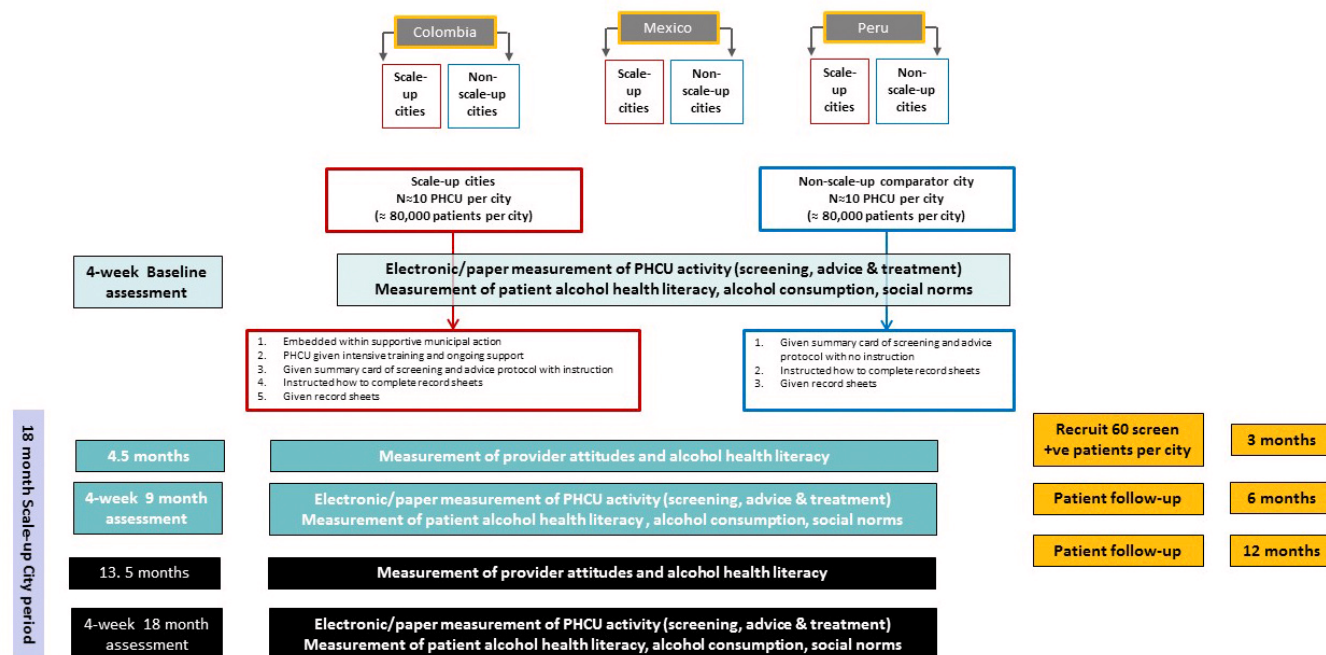 Colombia
Mexico
Peru
Scale-
up
cities
Non-
scale-up
cities
Scale-
up
cities
Non-
scale-up
cities
Scale-
up
cities
Non-
scale-up
cities
Scale-up cities
N≈10 PHCU per city
(≈ 80,000 patients per city)
Non-scale-up comparator city
N≈10 PHCU per city
(≈ 80,000 patients per city)
4-week Baseline
assessment
Electronic/paper measurement of PHCU activity (screening, advice & treatment)
Measurement of patient alcohol health literacy, alcohol consumption, social norms
1. Embedded within supportive municipal action
2. PHCU given intensive training and ongoing support
3. Given summary card of screening and advice protocol with instruction
4. Instructed how to complete record sheets
5. Given record sheets
1. Given summary card of screening and advice
protocol with no instruction
2. Instructed how to complete record sheets
3. Given record sheets
18 month Scale-up City period
4.5 months
Measurement of provider attitudes and alcohol health literacy
Recruit 60 screen
+ve patients per city
3 months
4-week 9 month
assessment
Electronic/paper measurement of PHCU activity (screening, advice & treatment)
Measurement of patient alcohol health literacy , alcohol consumption, social norms
Patient follow-up
6 months
13. 5 months
Measurement of provider attitudes and alcohol health literacy
Patient follow-up
12 months
4-week 18 month
assessment
Electronic/paper measurement of PHCU activity (screening, advice & treatment)
Measurement of patient alcohol health literacy, alcohol consumption, social norms